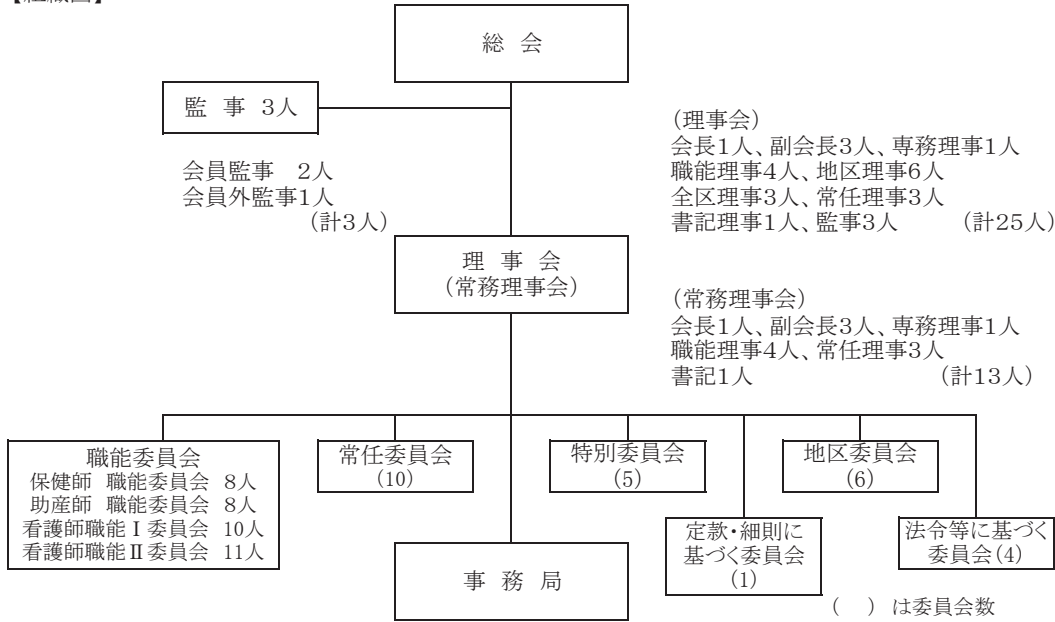 総 会
監 事 3人
会員監事 2人
会員外監事1人
(計3人)
(理事会)
会長1人、副会長3人、専務理事1人
職能理事4人、地区理事6人
全区理事3人、常任理事3人
書記理事1人、監事3人 (計25人)
理 事 会
(常務理事会)
(常務理事会)
会長1人、副会長3人、専務理事1人
職能理事4人、常任理事3人
書記1人 (計13人)
職能委員会
保健師 職能委員会 8人
助産師 職能委員会 8人
看護師職能Ⅰ委員会 10人
看護師職能Ⅱ委員会 11人
常任委員会
(10)
特別委員会
(5)
地区委員会
(6)
定款・細則に
基づく委員会
(1)
法令等に基づく
委員会(4)
事 務 局
( )は委員会数